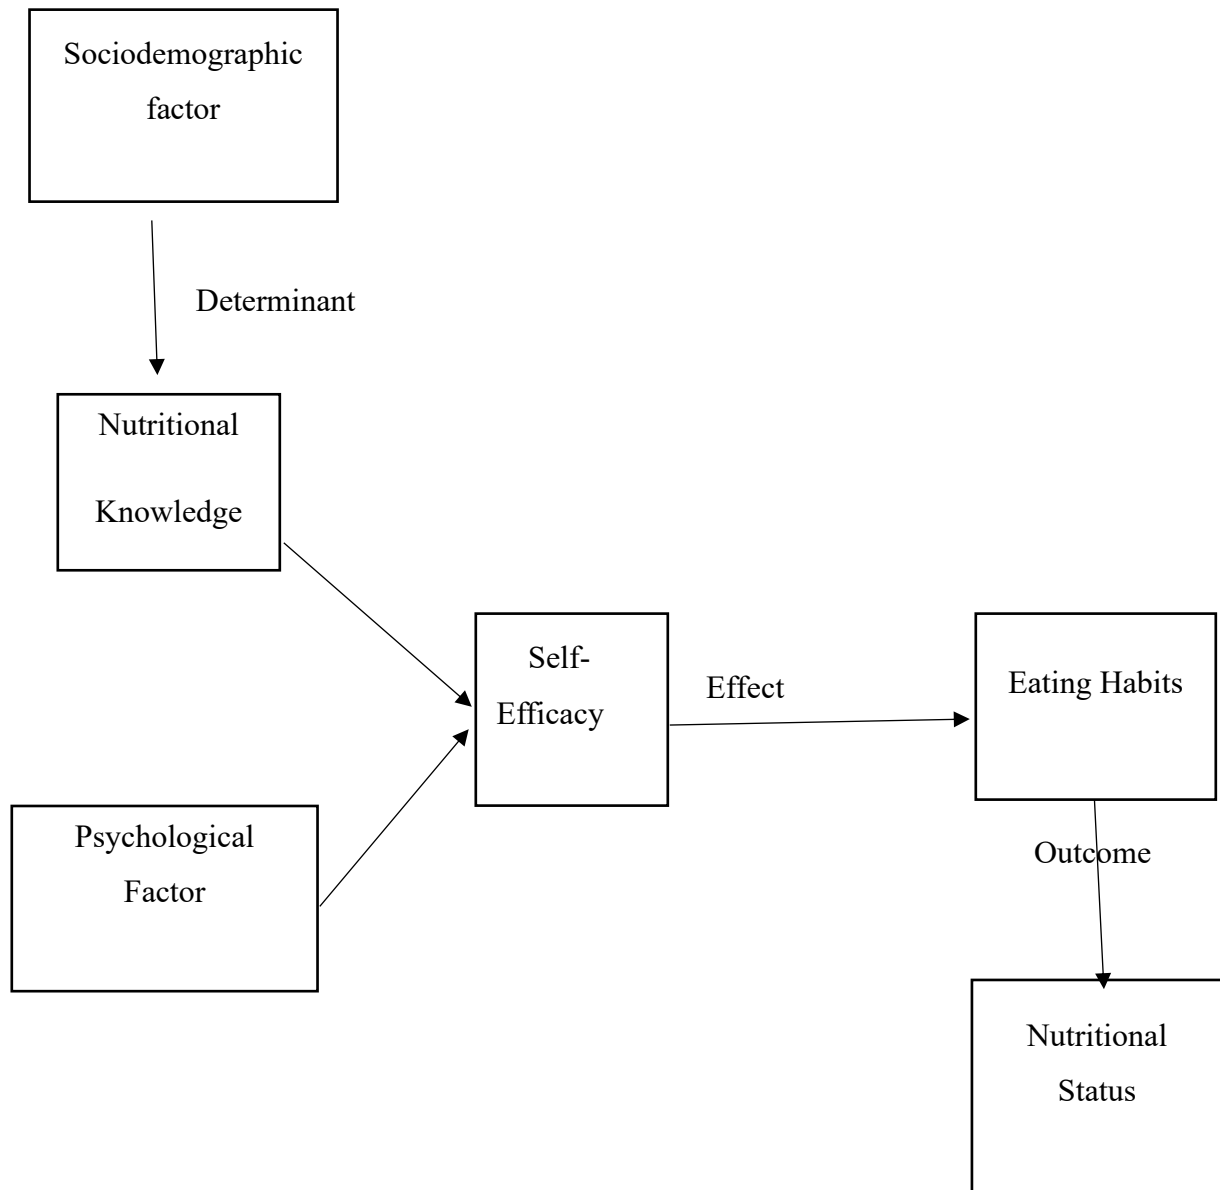 Sociodemographic
factor
Determinant
Nutritional
Knowledge
Self-
Efficacy
Effect
Eating Habits
Psychological
Factor
Outcome
Nutritional
Status